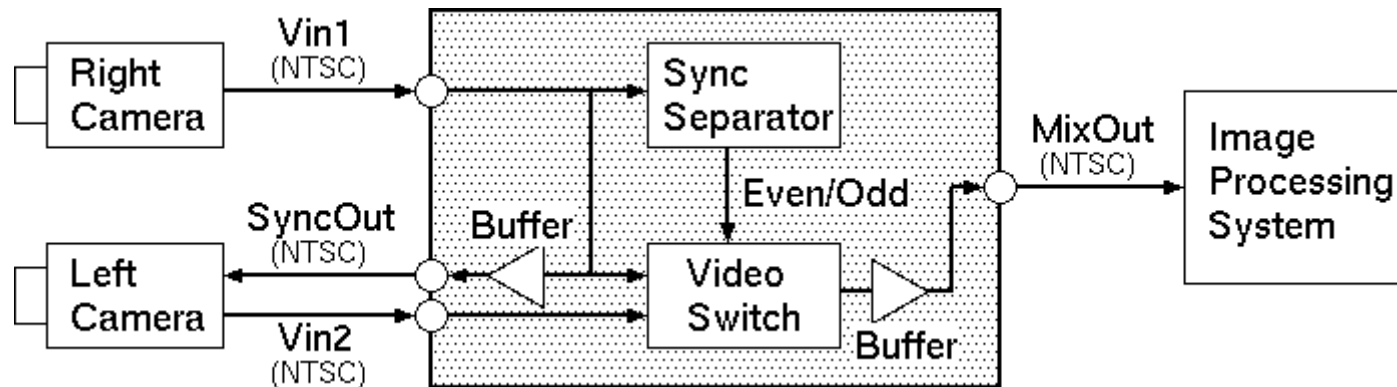 Right
Camera
Vin1
(NTSC)
Sync
Separator
Even/Odd
MixOut
(NTSC)
Image
Processing
System
SyncOut
(NTSC)
Buffer
Left
Camera
Vin2
(NTSC)
Video
Switch
Buffer